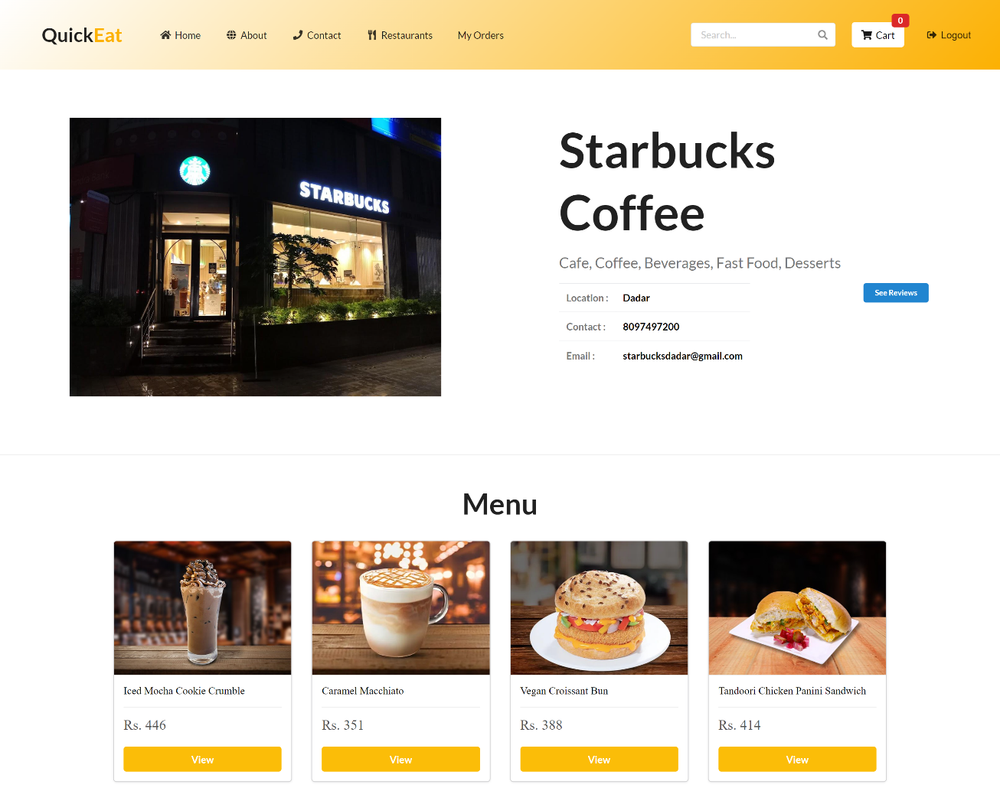 QuickEat Home About Contact Restaurants My Orders Search... Cart 0 Logout
STARBUCKS
Starbucks
Coffee
Cafe, Coffee, Beverages, Fast Food, Desserts
Location : Dadar
See Reviews
Contact : 8097497200
Email : starbucksdadar@gmail.com
Menu
Iced Mocha Cookie Crumble
Rs. 446
View
Caramel Macchiato
Rs. 351
View
Vegan Croissant Bun
Rs. 388
View
Tandoori Chicken Panini Sandwich
Rs. 414
View